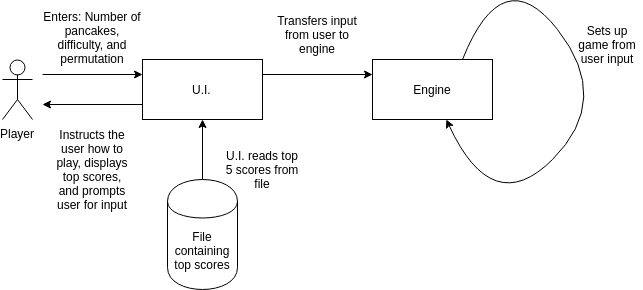 Enters: Number of
pancakes,
difficulty, and
permutation
Transfers input
from user to
engine
Sets up
game from
user input
U.I.
Engine
Player
Instructs the
user how to
play, displays
top scores,
and prompts
user for input
U.I. reads top
5 scores from
file
File
containing
top scores